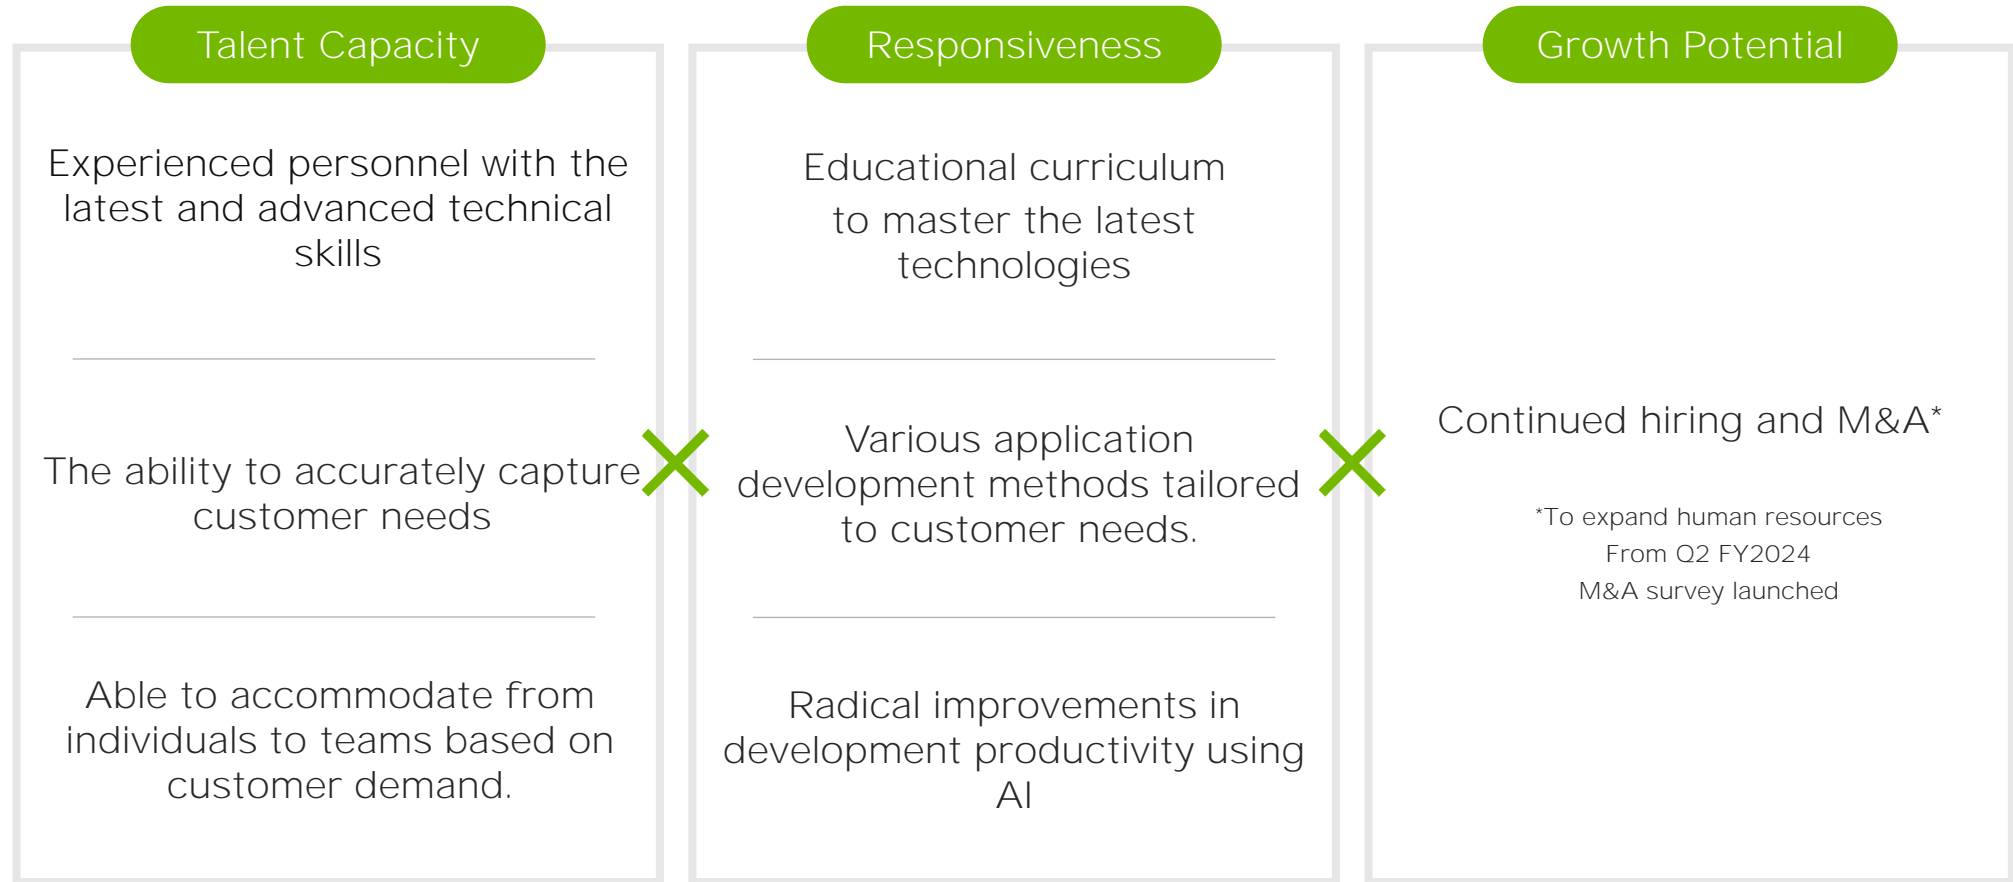 Talent Capacity
Experienced personnel with the
latest and advanced technical
skills
The ability to accurately capture
customer needs
Able to accommodate from
individuals to teams based on
customer demand.
Responsiveness
Educational curriculum
to master the latest
technologies
Various application
development methods tailored
to customer needs.
Radical improvements in
development productivity using
AI
Growth Potential
Continued hiring and M&A*
*To expand human resources
From Q2 FY2024
M&A survey launched